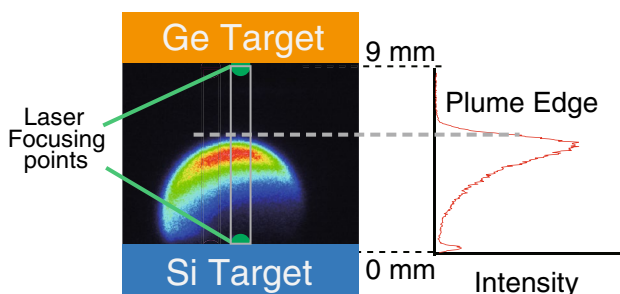 Ge Target
9 mm
Plume Edge
Laser
Focusing
points
Si Target
0 mm
Intensity